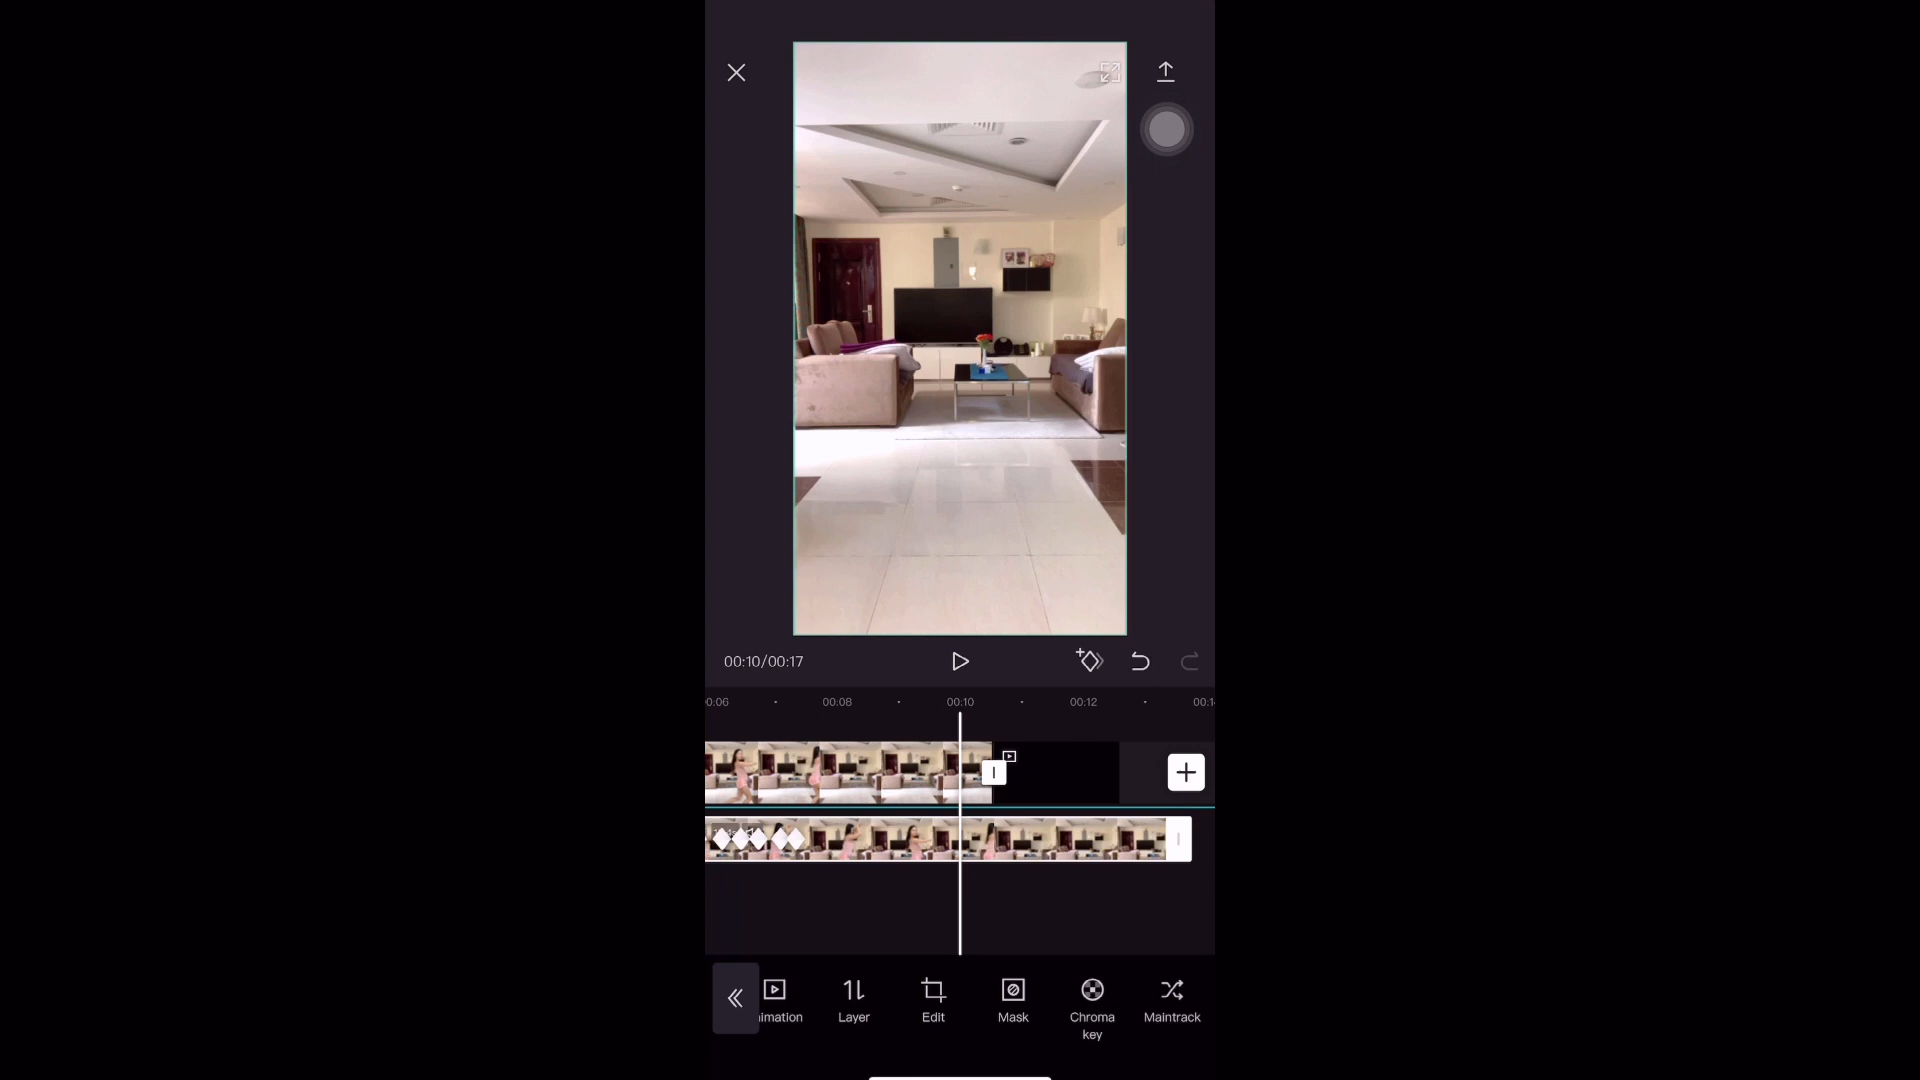 00:10/00:17
0:06
00:08
00:10
00:12
00:1
imation
Layer
Edit
Mask
Chroma
key
Maintrack